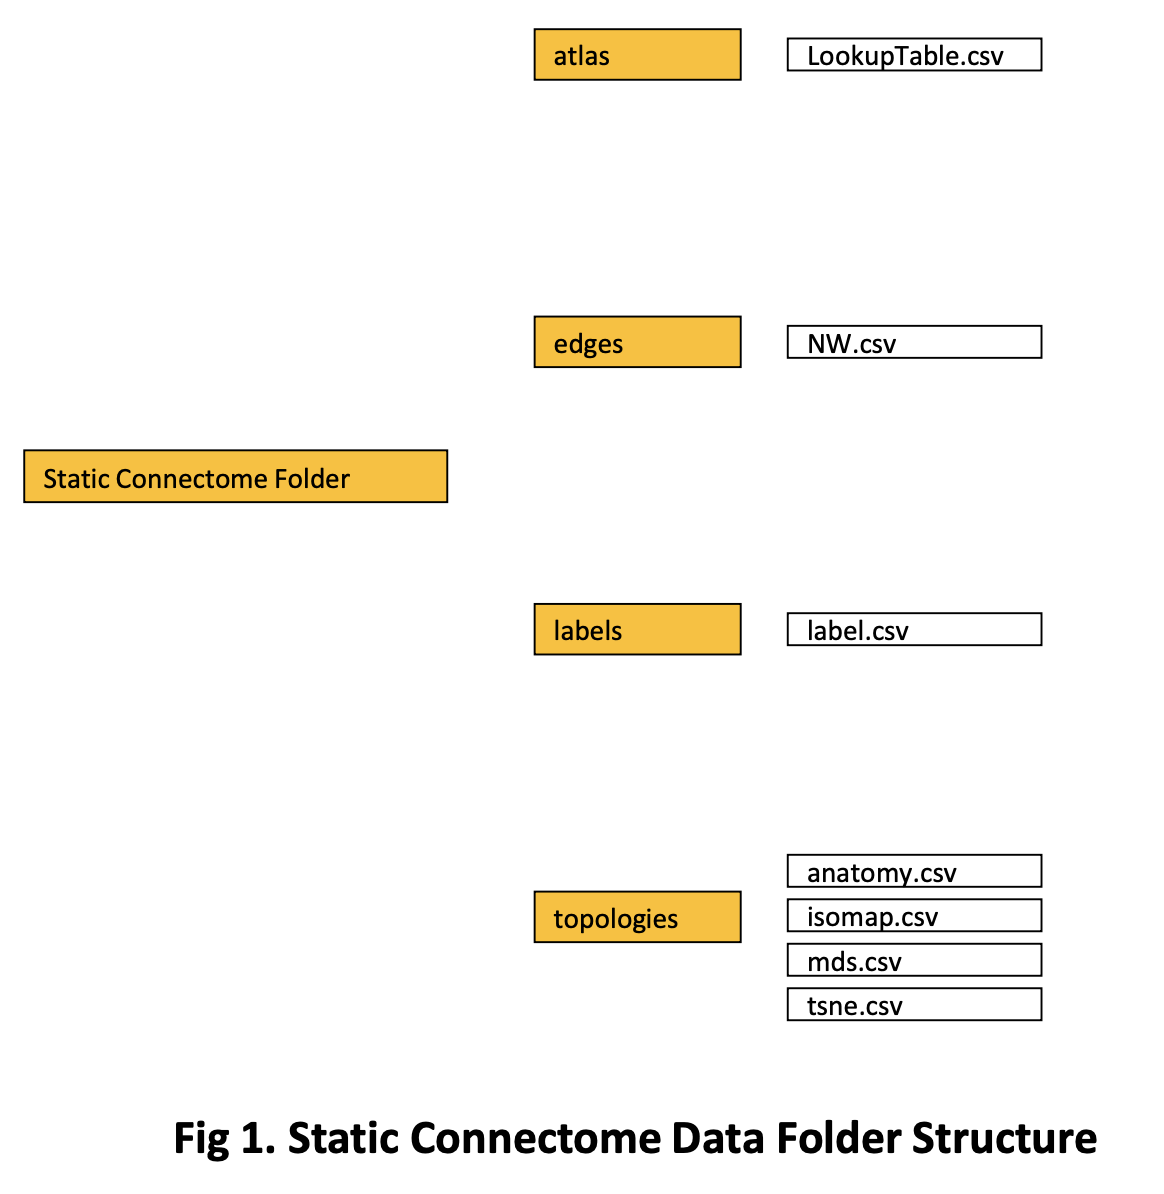 atlas
LookupTable.csv
edges
NW.csv
Static Connectome Folder
labels
label.csv
topologies
anatomy.csv
isomap.csv
mds.csv
tsne.csv
Fig 1. Static Connectome Data Folder Structure